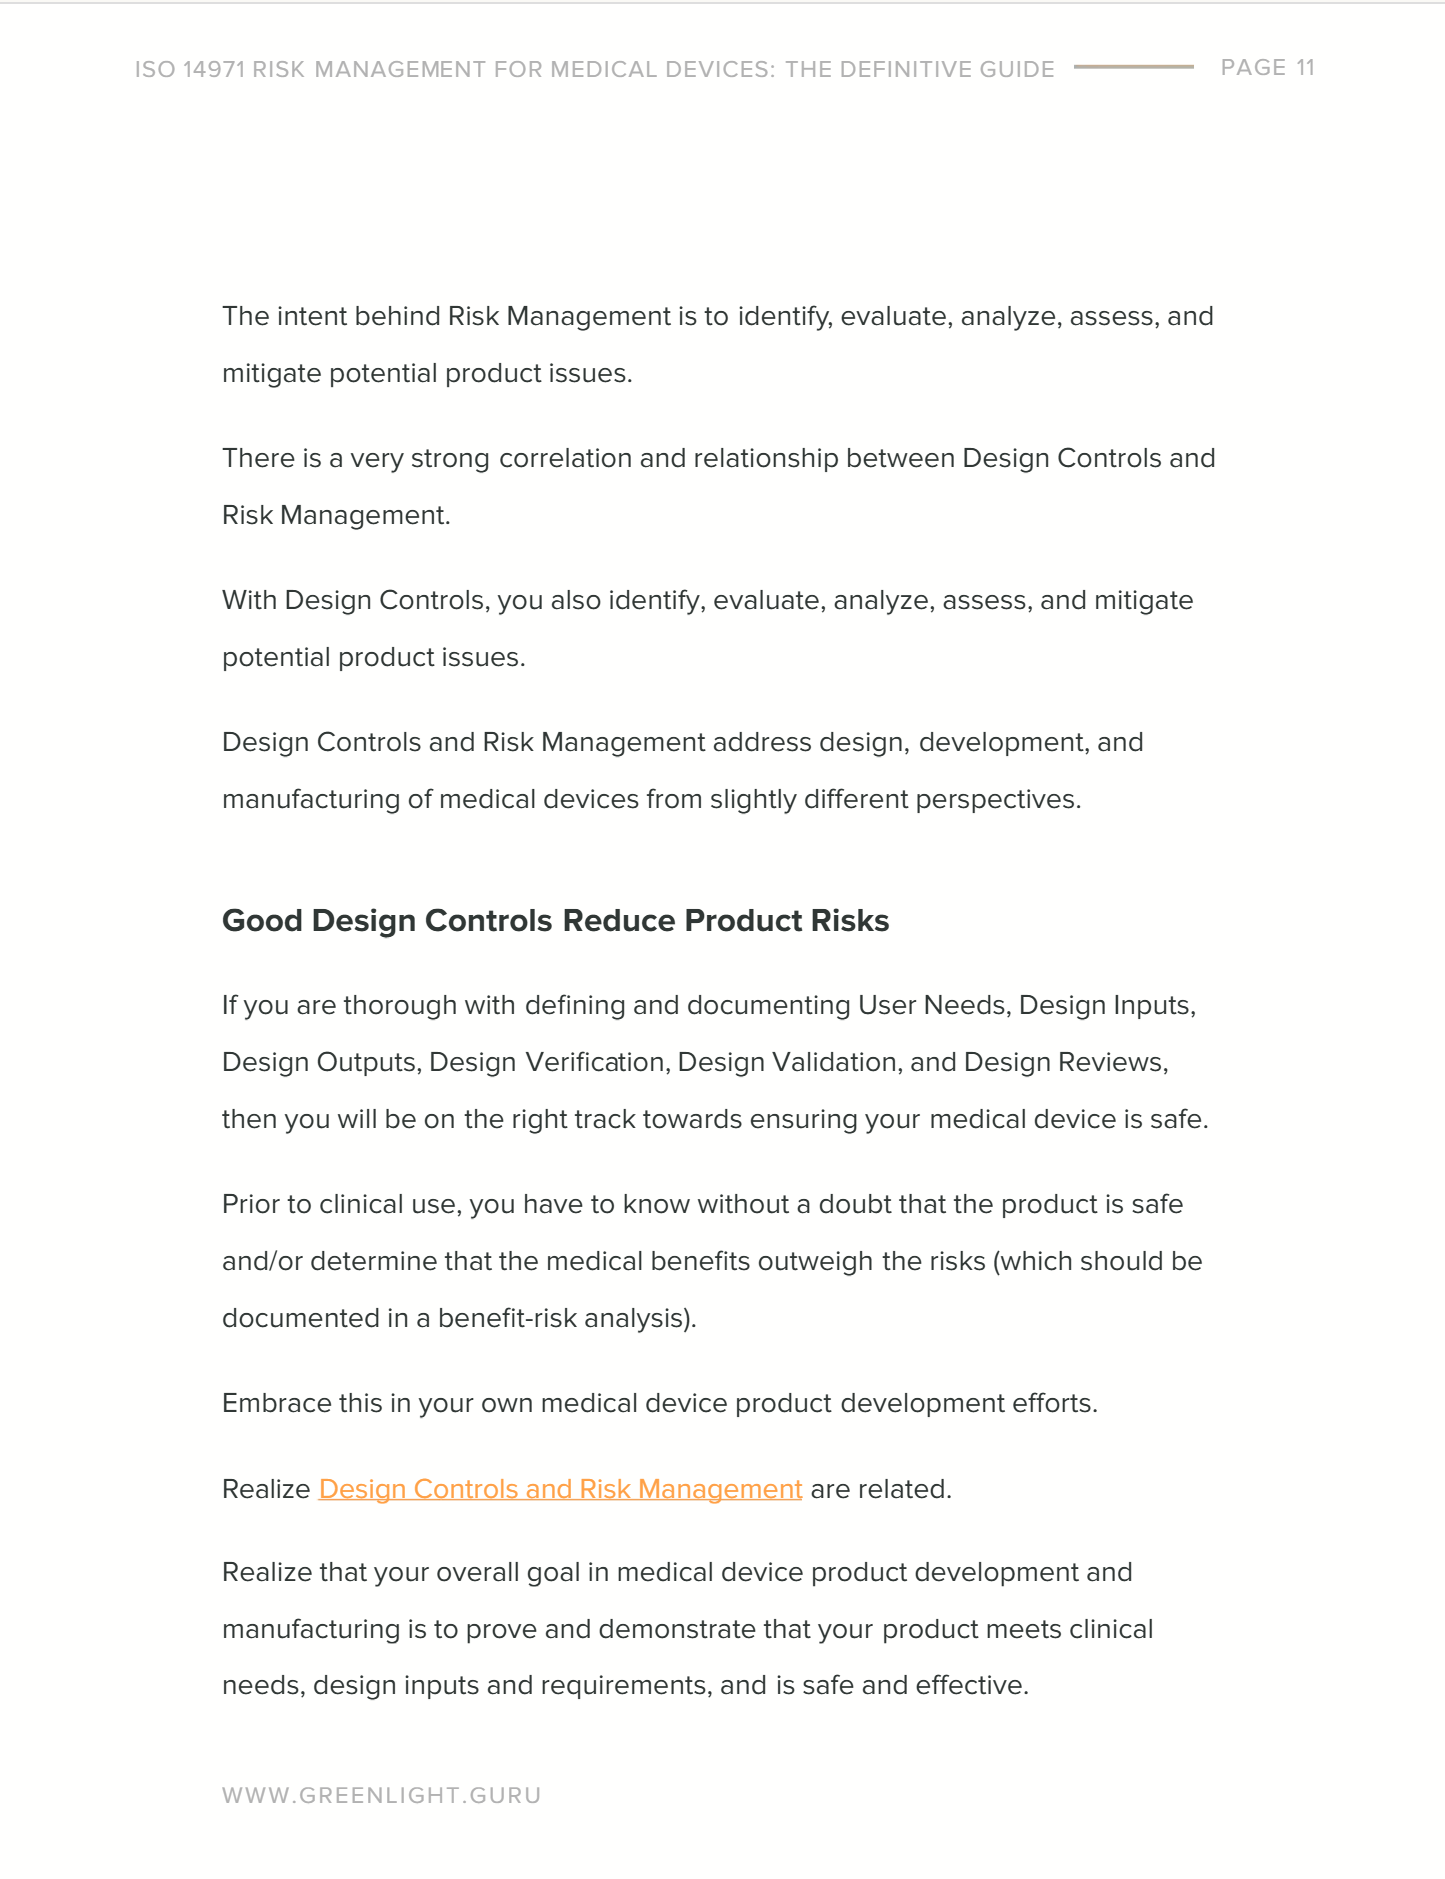 ISO 14971 RISK MANAGEMENT FOR MEDICAL DEVICES: THE DEFINITIVE GUIDE PAGE 11
The intent behind Risk Management is to identify, evaluate, analyze, assess, and
mitigate potential product issues.
There is a very strong correlation and relationship between Design Controls and
Risk Management.
With Design Controls, you also identify, evaluate, analyze, assess, and mitigate
potential product issues.
Design Controls and Risk Management address design, development, and
manufacturing of medical devices from slightly different perspectives.
Good Design Controls Reduce Product Risks
If you are thorough with defining and documenting User Needs, Design Inputs,
Design Outputs, Design Verification, Design Validation, and Design Reviews,
then you will be on the right track towards ensuring your medical device is safe.
Prior to clinical use, you have to know without a doubt that the product is safe
and/or determine that the medical benefits outweigh the risks (which should be
documented in a benefit-risk analysis).
Embrace this in your own medical device product development efforts.
Realize Design Controls and Risk Management are related.
Realize that your overall goal in medical device product development and
manufacturing is to prove and demonstrate that your product meets clinical
needs, design inputs and requirements, and is safe and effective.
WWW.GREENLIGHT.GURU